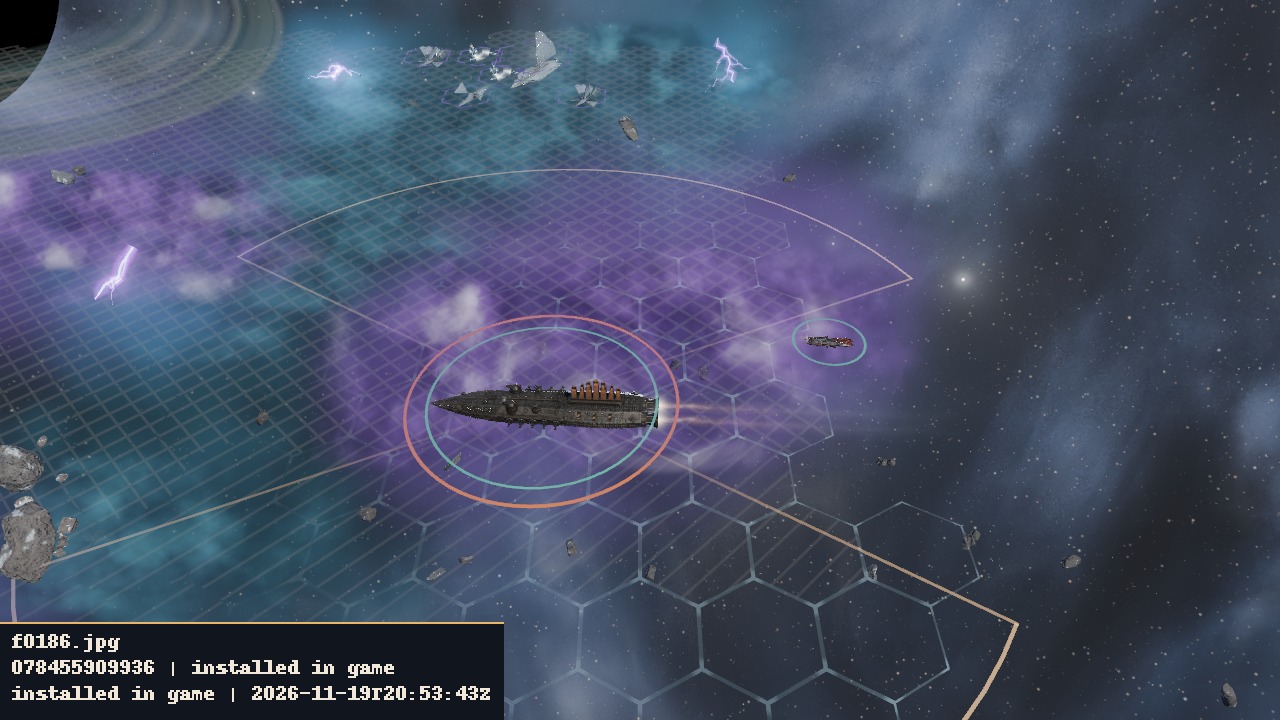 f0186.jpg
078455909936 | installed in game
installed in game | 2026-11-19T20:53:43Z